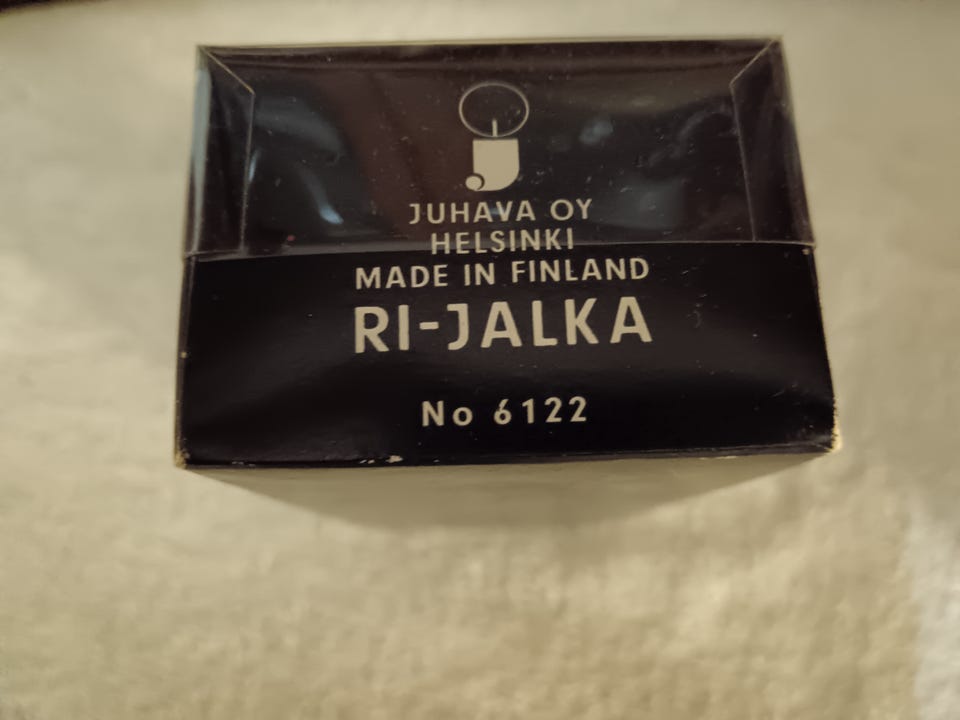 JUHAVA OY
HELSINKI
MADE IN FINLAND
RI-JALKA
No 6122